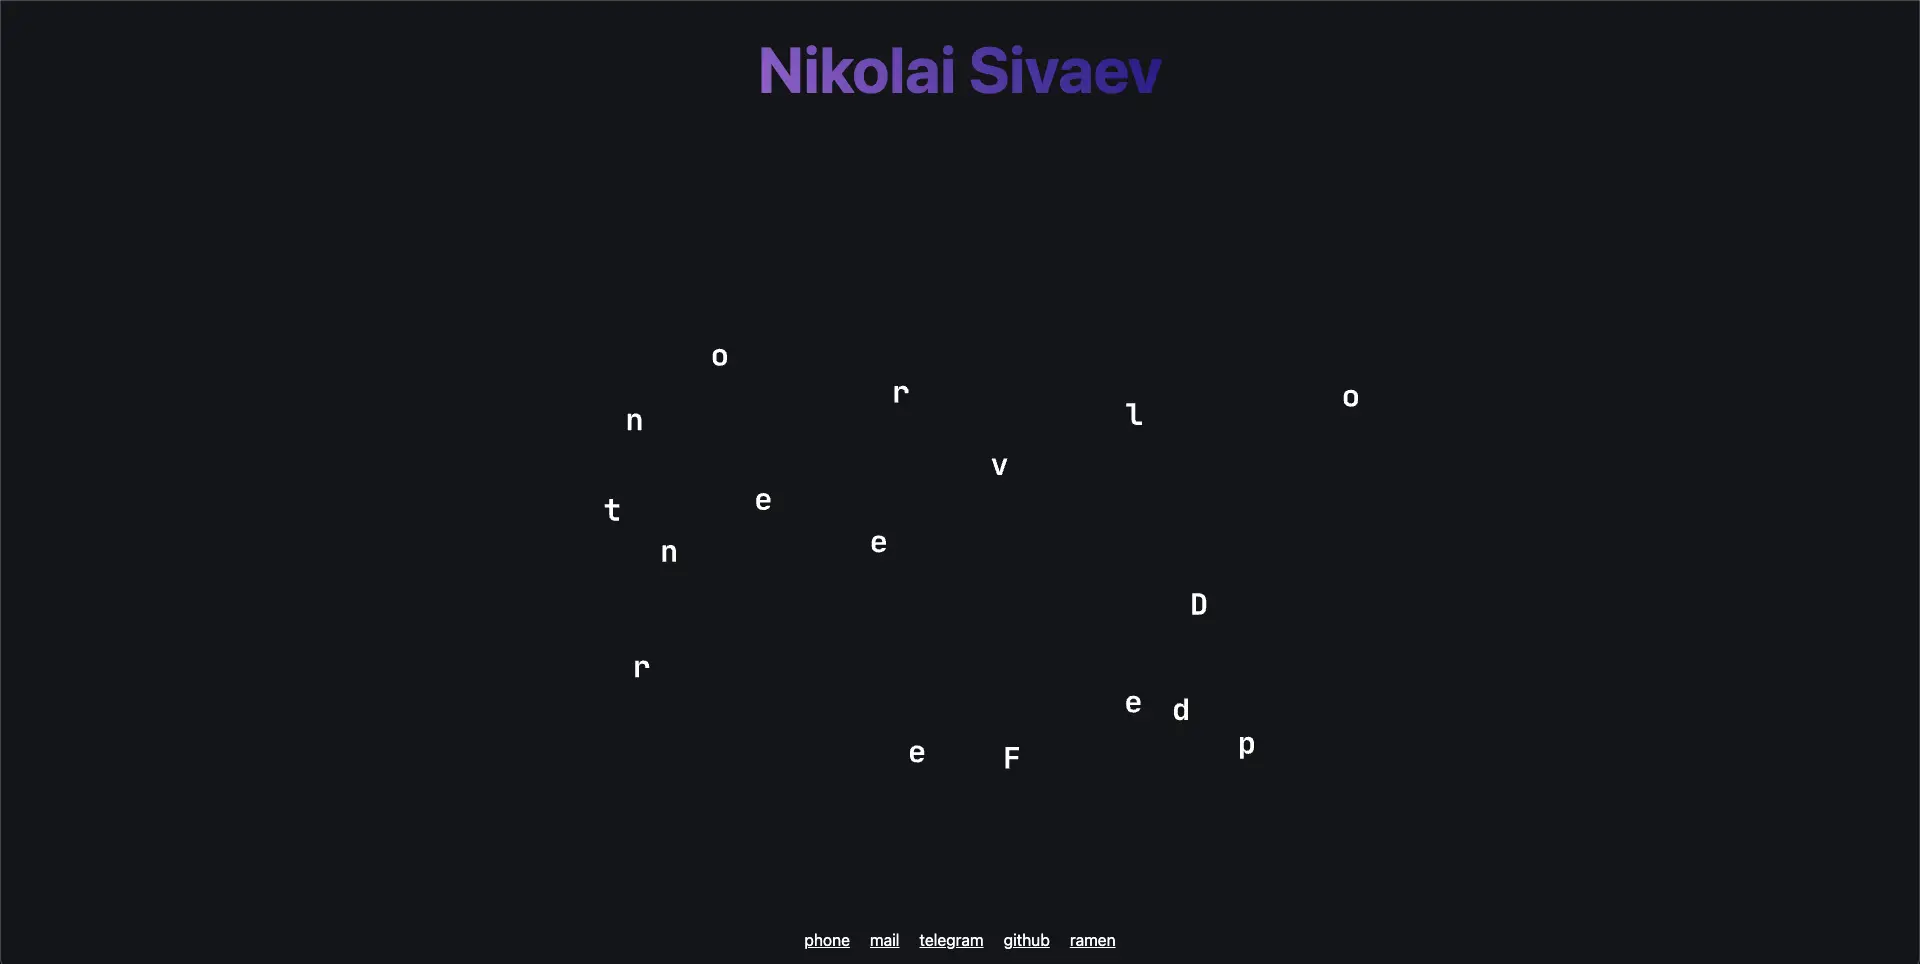 Nikolai Sivaev
o
r
o
l
n
v
e
t
e
n
D
r
e
d
p
e
F
phone mail telegram github ramen